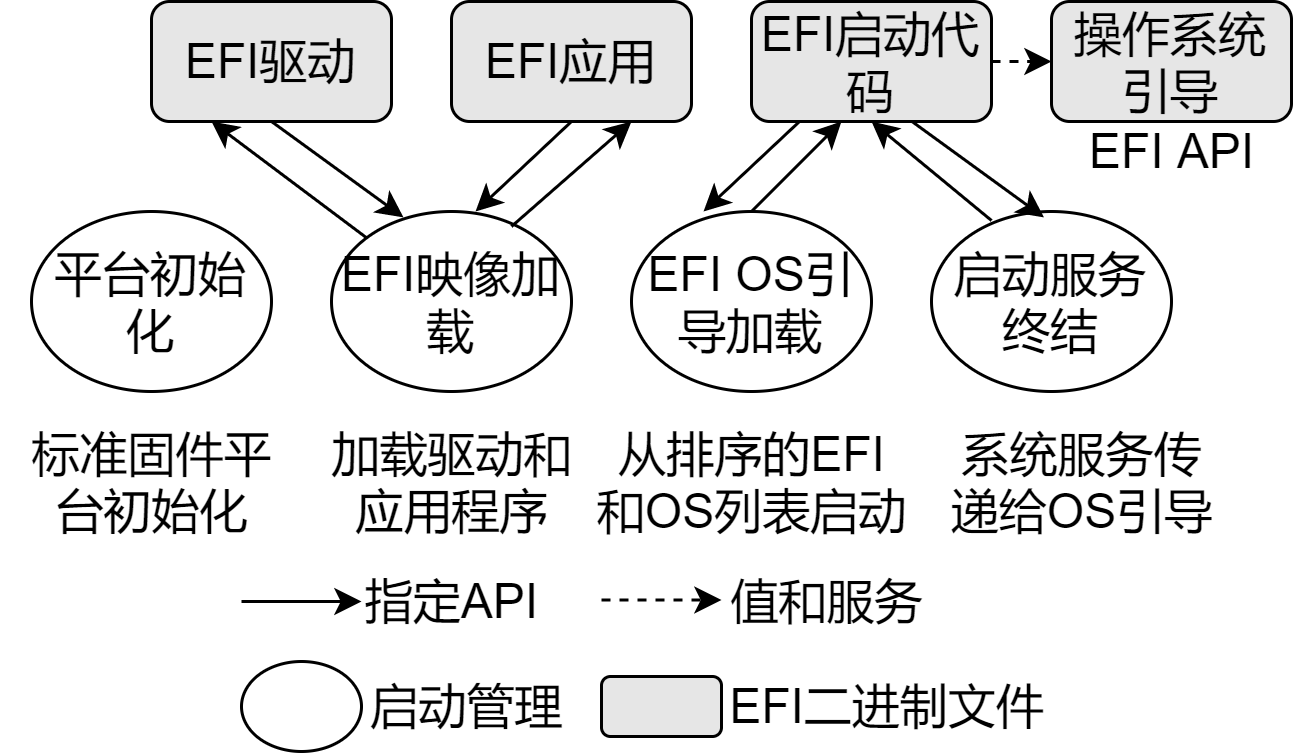 EFI驱动
EFI应用
EFI启动代
码
操作系统
引导
EFI API
平台初始
化
EFI映像加
载
EFI OS引
导加载
启动服务
终结
标准固件平
台初始化
加载驱动和
应用程序
从排序的EFI
和OS列表启动
系统服务传
递给OS引导
指定API
值和服务
启动管理
EFI二进制文件